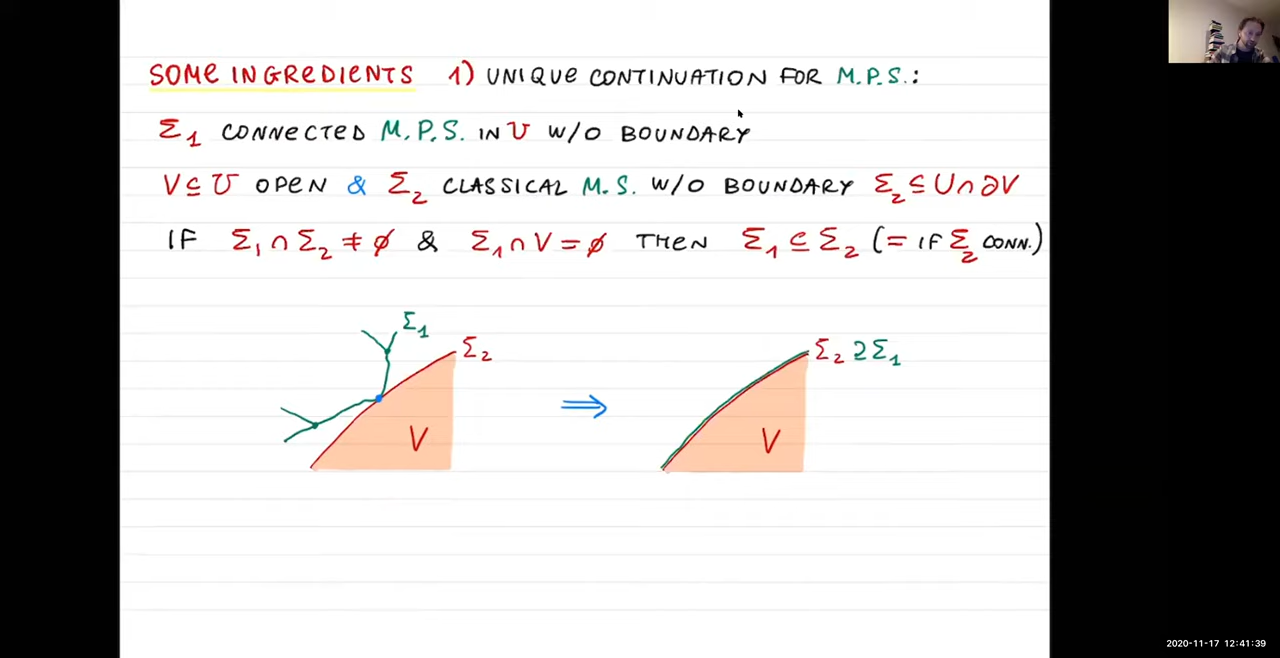 SOME INGREDIENTS 1) UNIQUE CONTINUATION FOR M.P.S.:
Σ₁ CONNECTED M.P.S. IN U W/O BOUNDARY
V ⊆ U OPEN & Σ₂ CLASSICAL M.S. W/O BOUNDARY Σ₂ ⊆ U ∩ ∂V
IF Σ₁ ∩ Σ₂ ≠ ∅ & Σ₁ ∩ V = ∅ THEN Σ₁ ⊆ Σ₂ (= IF Σ₂ CONN.)
Σ₁
Σ₂
V
⇒
Σ₂ ⊇ Σ₁
V
2020-11-17 12:41:39